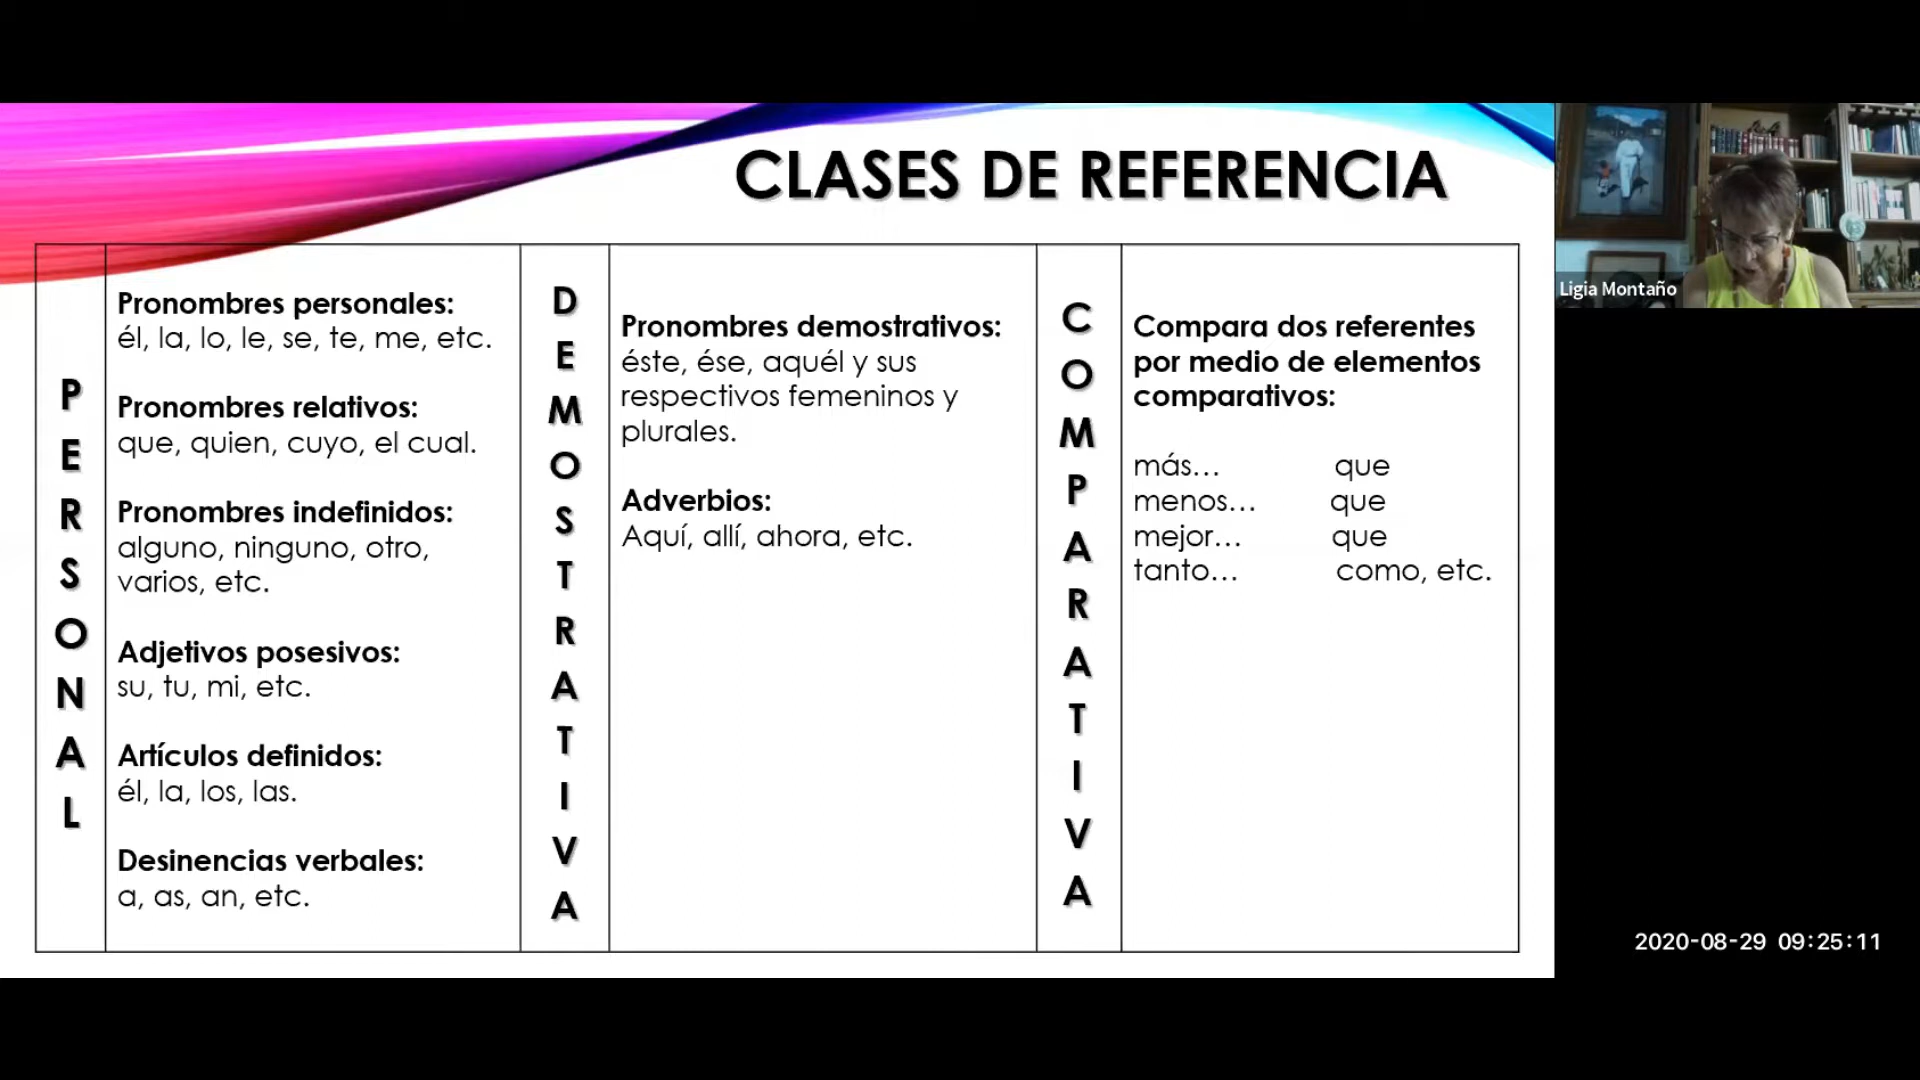 CLASES DE REFERENCIA
PERSONAL
Pronombres personales:
él, la, lo, le, se, te, me, etc.
Pronombres relativos:
que, quien, cuyo, el cual.
Pronombres indefinidos:
alguno, ninguno, otro,
varios, etc.
Adjetivos posesivos:
su, tu, mi, etc.
Artículos definidos:
él, la, los, las.
Desinencias verbales:
a, as, an, etc.
DEMOSTRATIVA
Pronombres demostrativos:
éste, ése, aquél y sus
respectivos femeninos y
plurales.
Adverbios:
Aquí, allí, ahora, etc.
COMPARATIVA
Compara dos referentes
por medio de elementos
comparativos:
más... que
menos... que
mejor... que
tanto... como, etc.
Ligia Montaño
2020-08-29 09:25:11